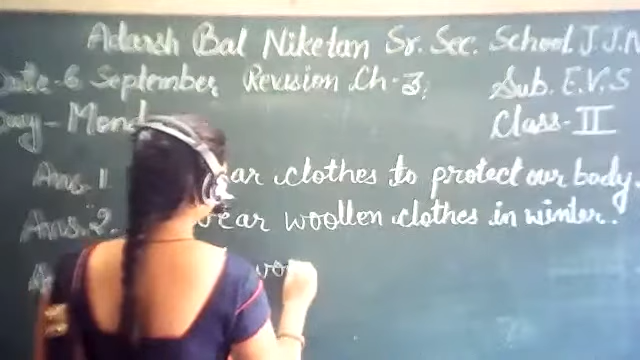 Adarsh Bal Niketan Sr. Sec. School J.J.N
Date-6 September Revision Ch-3. Sub. E.V.S
Day-Mond Class-II
Ans.1. ear clothes to protect our body.
Ans.2. wear woollen clothes in winter.